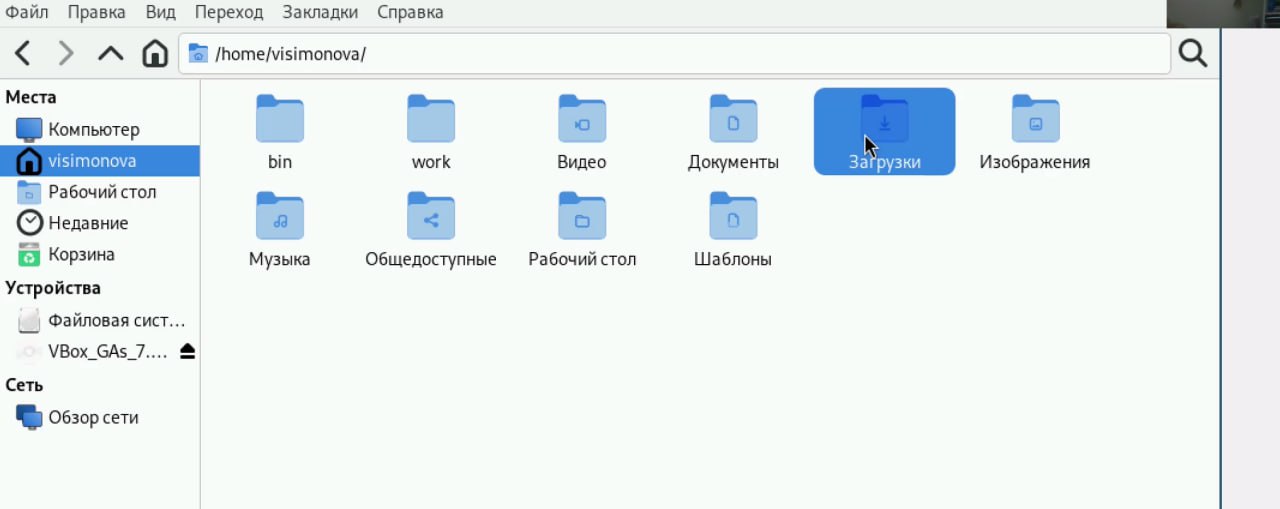 Файл Правка Вид Переход Закладки Справка
/home/visimonova/
Места
Компьютер
visimonova
Рабочий стол
Недавние
Корзина
Устройства
Файловая сист...
VBox_GAs_7....
Сеть
Обзор сети
bin work Видео Документы Загрузки Изображения
Музыка Общедоступные Рабочий стол Шаблоны